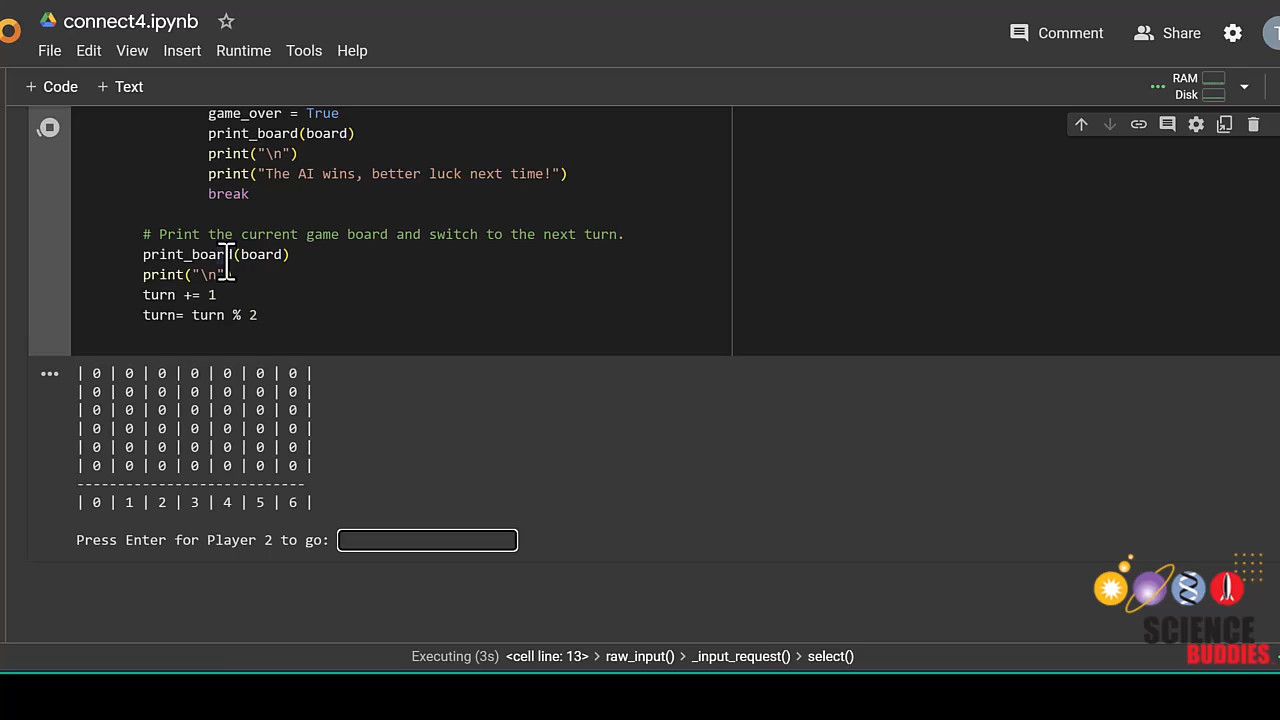 connect4.ipynb
File Edit View Insert Runtime Tools Help
Comment Share
+ Code + Text
RAM
Disk
game_over = True
print_board(board)
print("\n")
print("The AI wins, better luck next time!")
break
# Print the current game board and switch to the next turn.
print_board(board)
print("\n")
turn += 1
turn= turn % 2
| 0 | 0 | 0 | 0 | 0 | 0 | 0 |
| 0 | 0 | 0 | 0 | 0 | 0 | 0 |
| 0 | 0 | 0 | 0 | 0 | 0 | 0 |
| 0 | 0 | 0 | 0 | 0 | 0 | 0 |
| 0 | 0 | 0 | 0 | 0 | 0 | 0 |
| 0 | 0 | 0 | 0 | 0 | 0 | 0 |
----------------------------
| 0 | 1 | 2 | 3 | 4 | 5 | 6 |
Press Enter for Player 2 to go:
SCIENCE
BUDDIES
Executing (3s) <cell line: 13> > raw_input() > _input_request() > select()